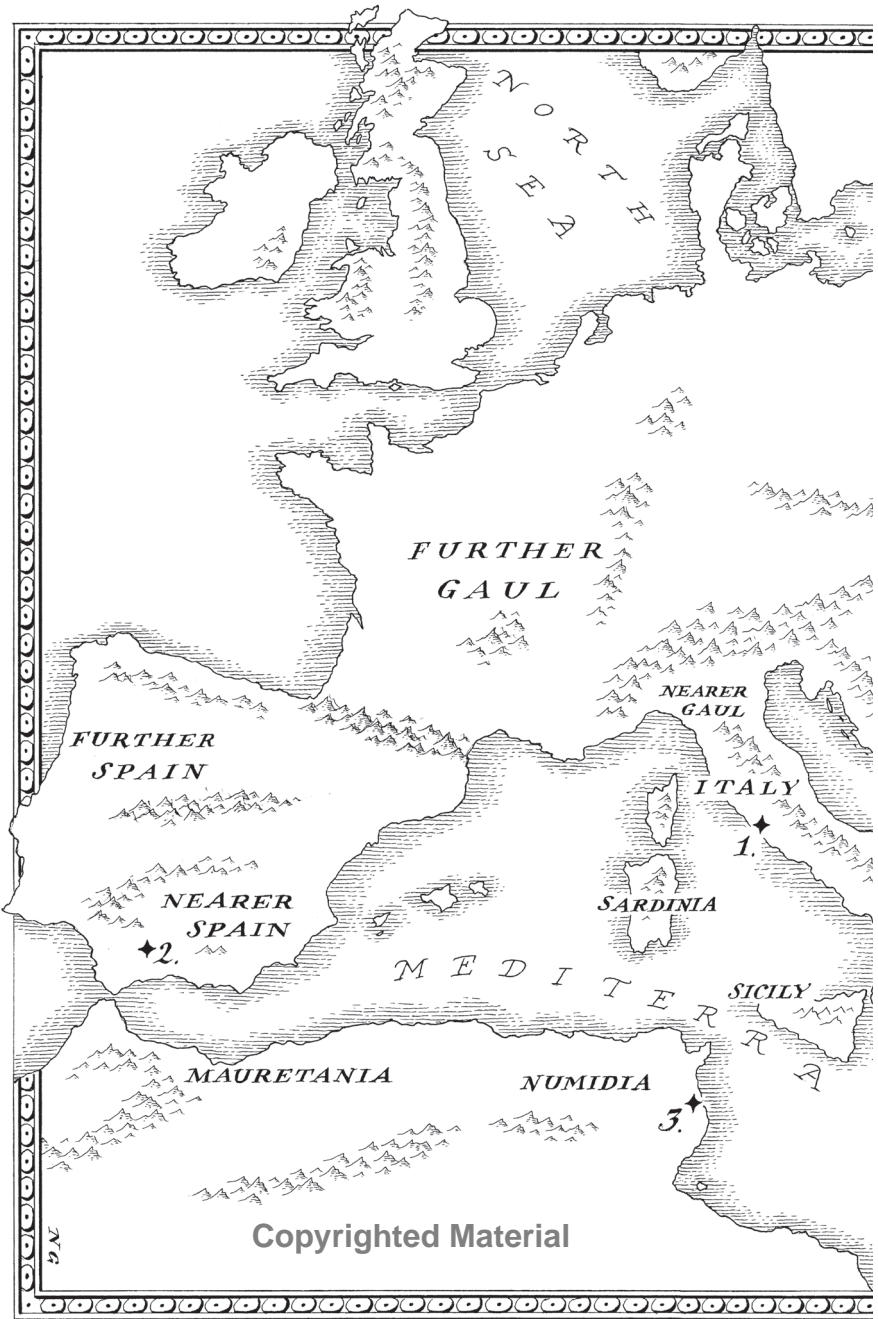 NORTH
SEA
FURTHER
GAUL
NEARER
GAUL
FURTHER
SPAIN
ITALY
1.
NEARER
SPAIN
2.
SARDINIA
MEDITERRA
SICILY
MAURETANIA
NUMIDIA
3.
NG
Copyrighted Material